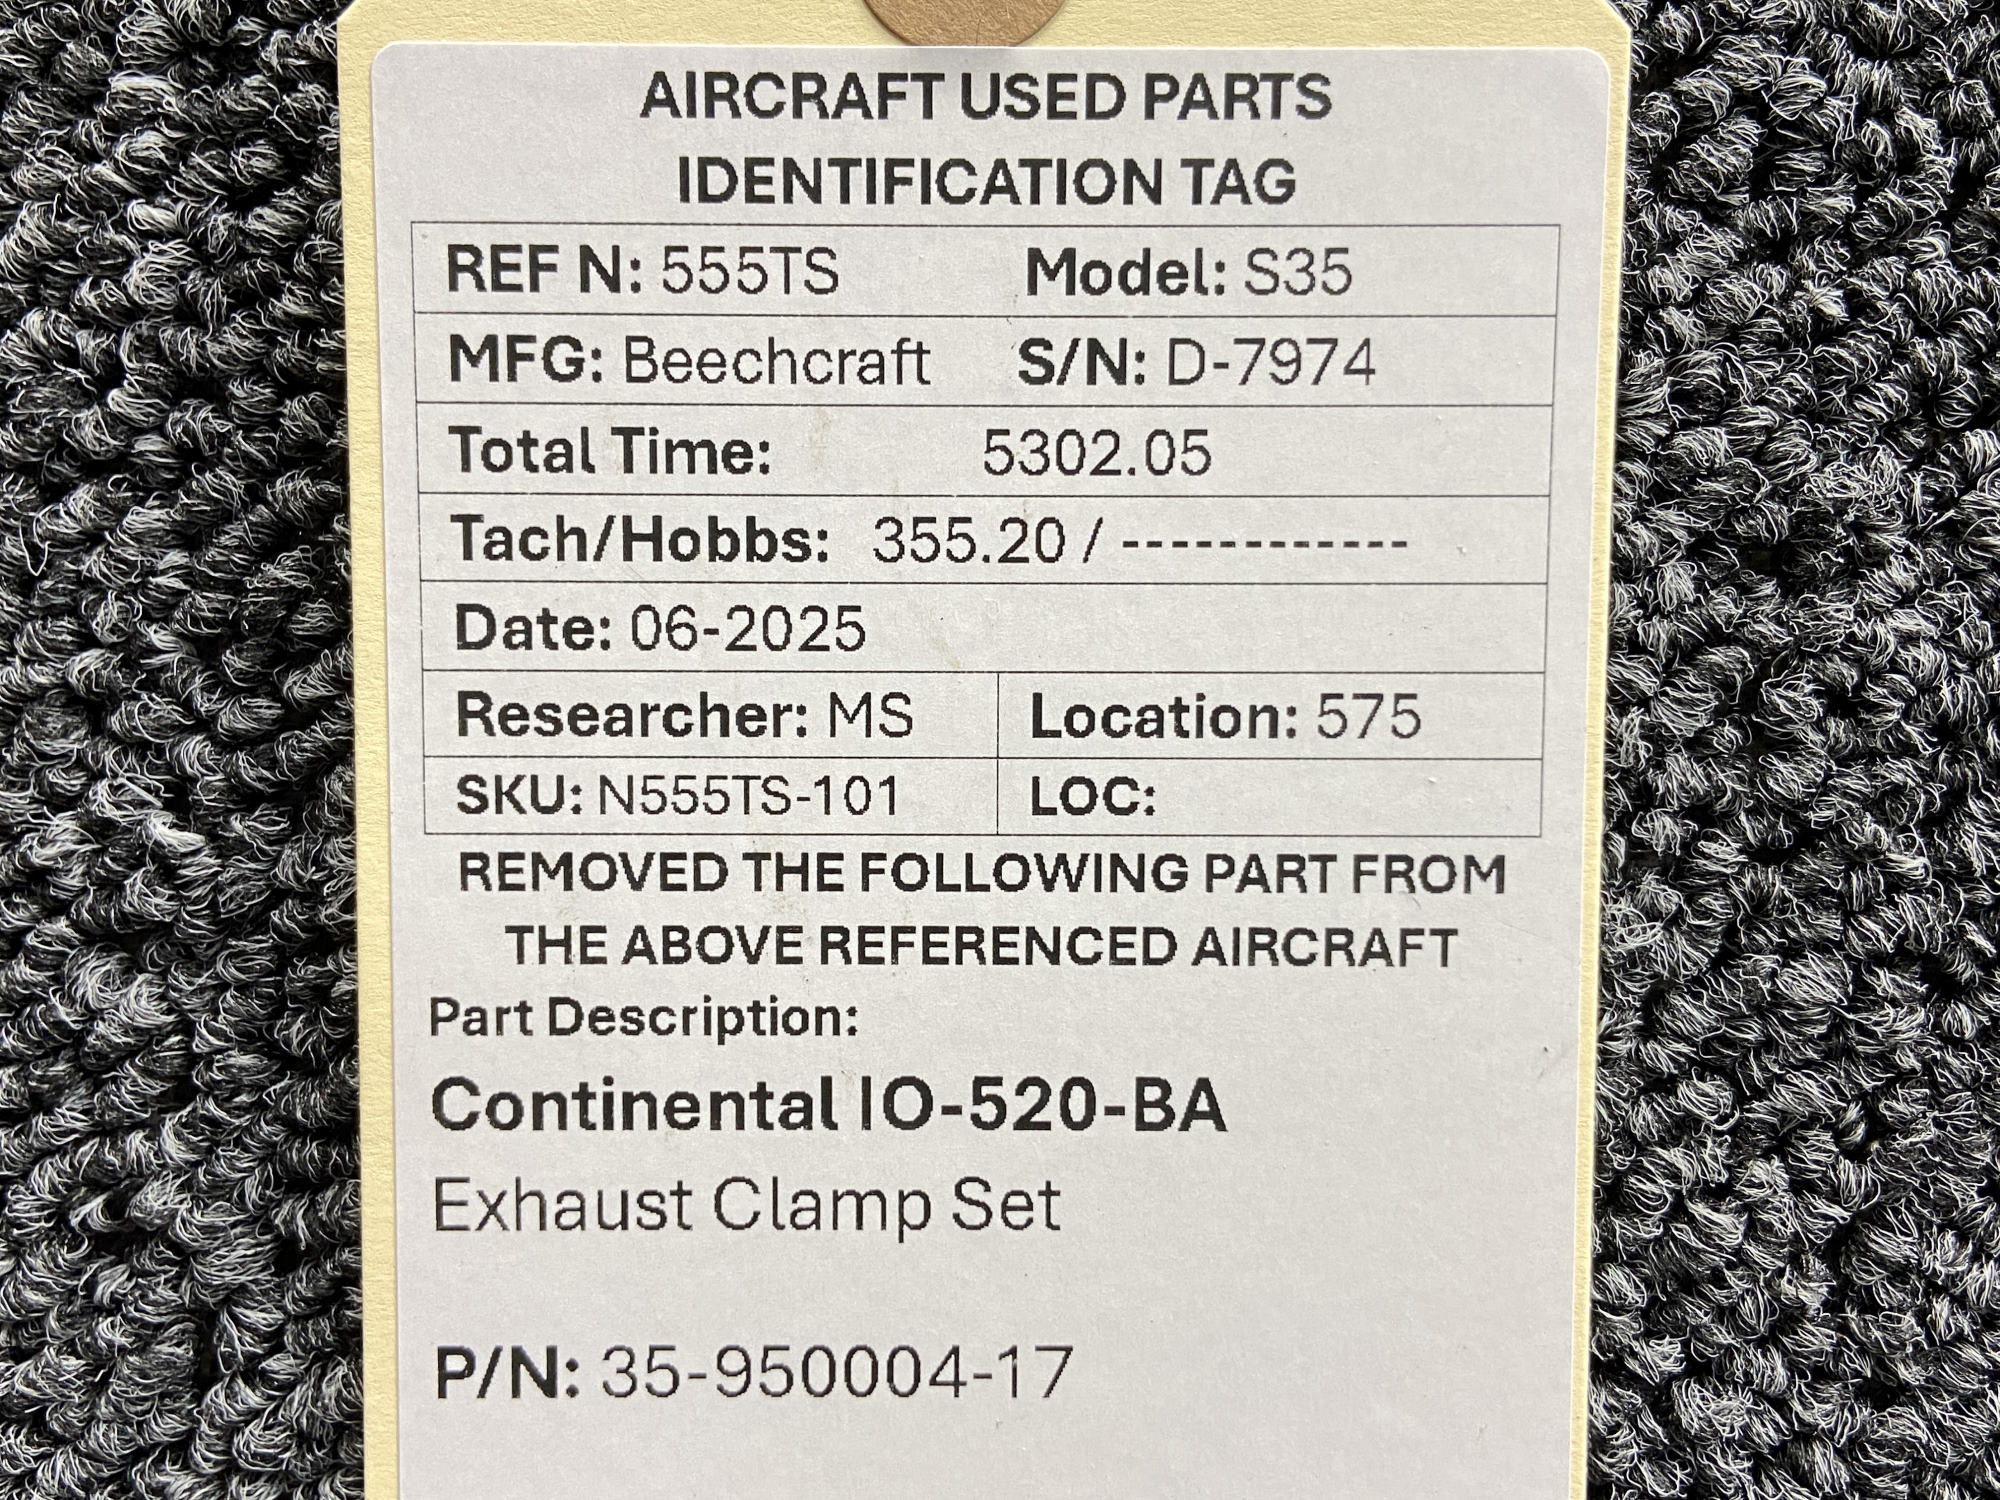 AIRCRAFT USED PARTS
IDENTIFICATION TAG
REF N: 555TS Model: S35
MFG: Beechcraft S/N: D-7974
Total Time: 5302.05
Tach/Hobbs: 355.20 / ------------
Date: 06-2025
Researcher: MS Location: 575
SKU: N555TS-101 LOC:
REMOVED THE FOLLOWING PART FROM
THE ABOVE REFERENCED AIRCRAFT
Part Description:
Continental IO-520-BA
Exhaust Clamp Set
P/N: 35-950004-17